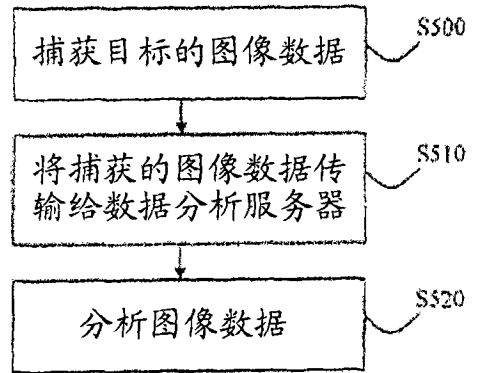 捕获目标的图像数据
S500
将捕获的图像数据传
输给数据分析服务器
S510
分析图像数据
S520